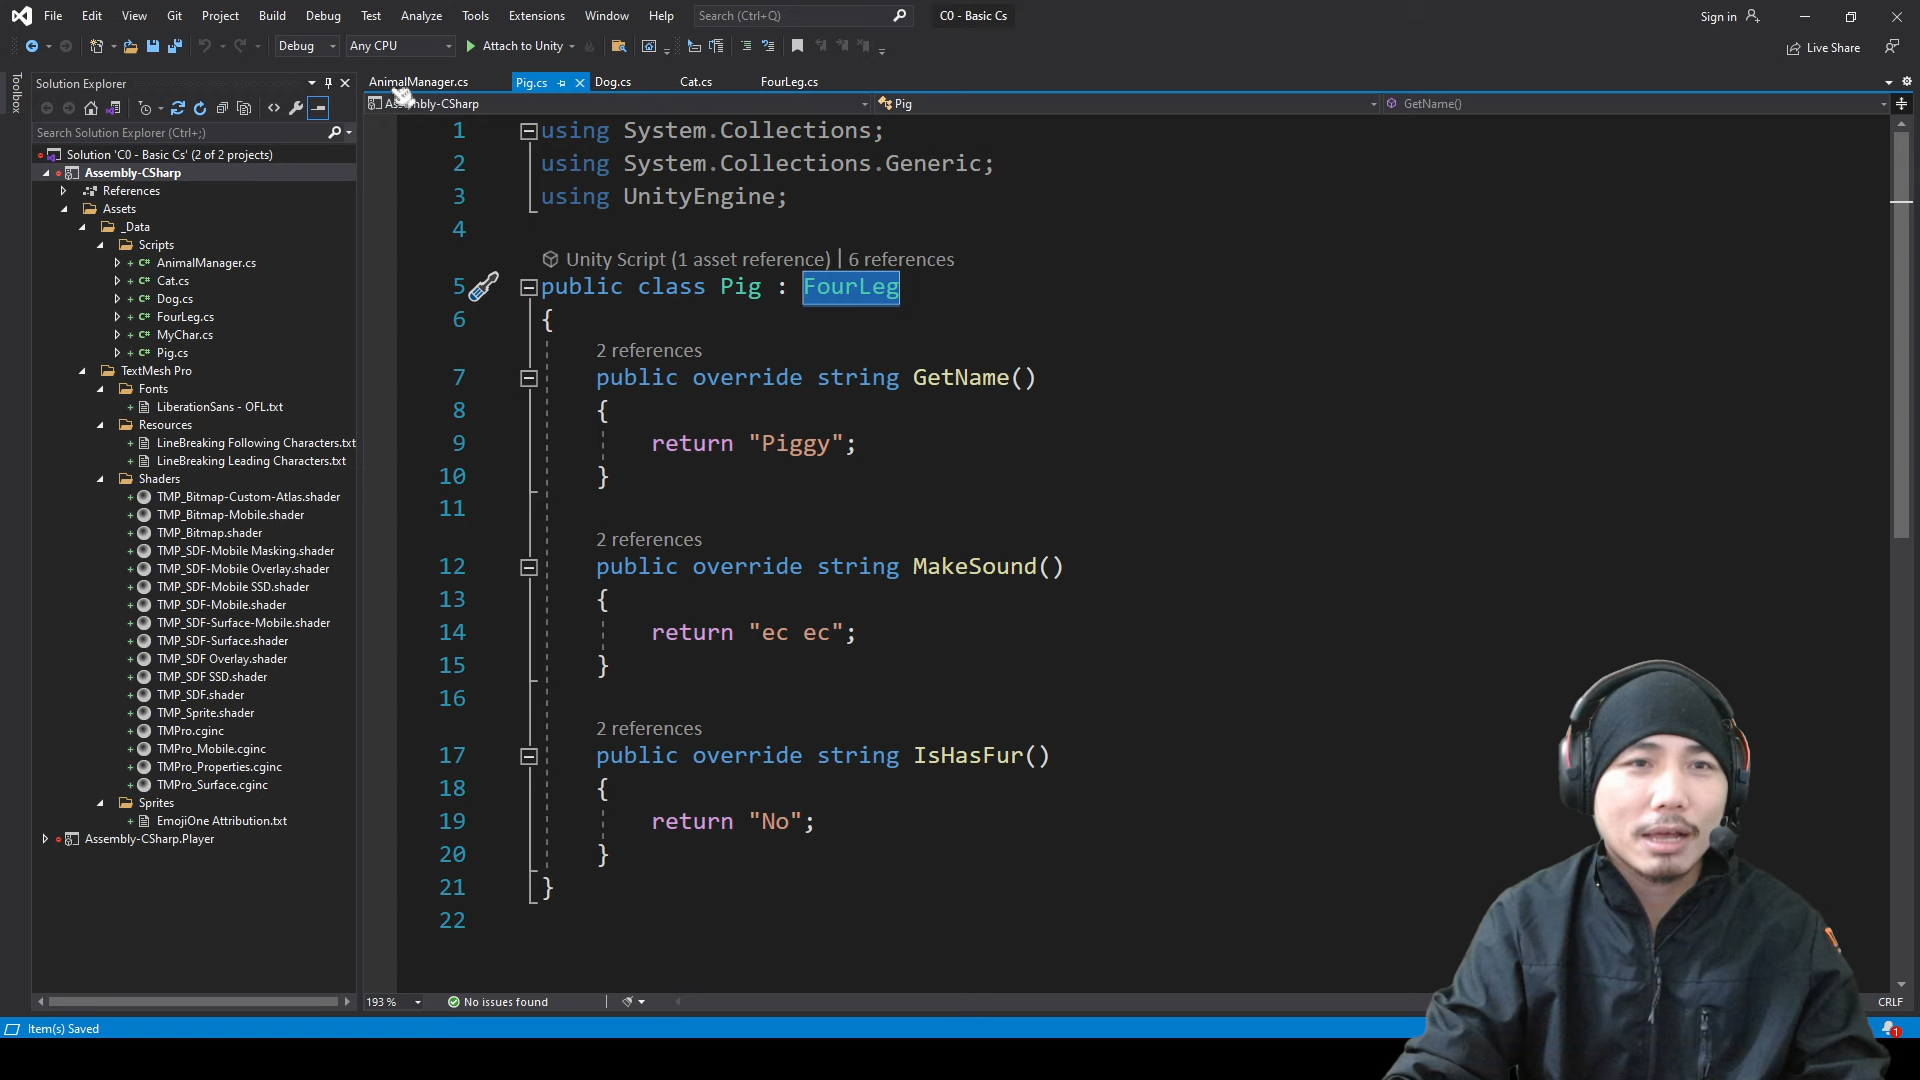 File Edit View Git Project Build Debug Test Analyze Tools Extensions Window Help Search (Ctrl+Q) C0 - Basic Cs Sign in
Debug Any CPU Attach to Unity Live Share
Toolbox
Solution Explorer
Search Solution Explorer (Ctrl+;)
Solution 'C0 - Basic Cs' (2 of 2 projects)
Assembly-CSharp
References
Assets
_Data
Scripts
C# AnimalManager.cs
C# Cat.cs
C# Dog.cs
C# FourLeg.cs
C# MyChar.cs
C# Pig.cs
TextMesh Pro
Fonts
LiberationSans - OFL.txt
Resources
LineBreaking Following Characters.txt
LineBreaking Leading Characters.txt
Shaders
TMP_Bitmap-Custom-Atlas.shader
TMP_Bitmap-Mobile.shader
TMP_Bitmap.shader
TMP_SDF-Mobile Masking.shader
TMP_SDF-Mobile Overlay.shader
TMP_SDF-Mobile SSD.shader
TMP_SDF-Mobile.shader
TMP_SDF-Surface-Mobile.shader
TMP_SDF-Surface.shader
TMP_SDF Overlay.shader
TMP_SDF SSD.shader
TMP_SDF.shader
TMP_Sprite.shader
TMPro.cginc
TMPro_Mobile.cginc
TMPro_Properties.cginc
TMPro_Surface.cginc
Sprites
EmojiOne Attribution.txt
Assembly-CSharp.Player
AnimalManager.cs Pig.cs Dog.cs Cat.cs FourLeg.cs
Assembly-CSharp Pig GetName()
1 using System.Collections;
2 using System.Collections.Generic;
3 using UnityEngine;
4
Unity Script (1 asset reference) | 6 references
5 public class Pig : FourLeg
6 {
2 references
7 public override string GetName()
8 {
9 return "Piggy";
10 }
11
2 references
12 public override string MakeSound()
13 {
14 return "ec ec";
15 }
16
2 references
17 public override string IsHasFur()
18 {
19 return "No";
20 }
21 }
22
193 % No issues found CRLF
Item(s) Saved 1